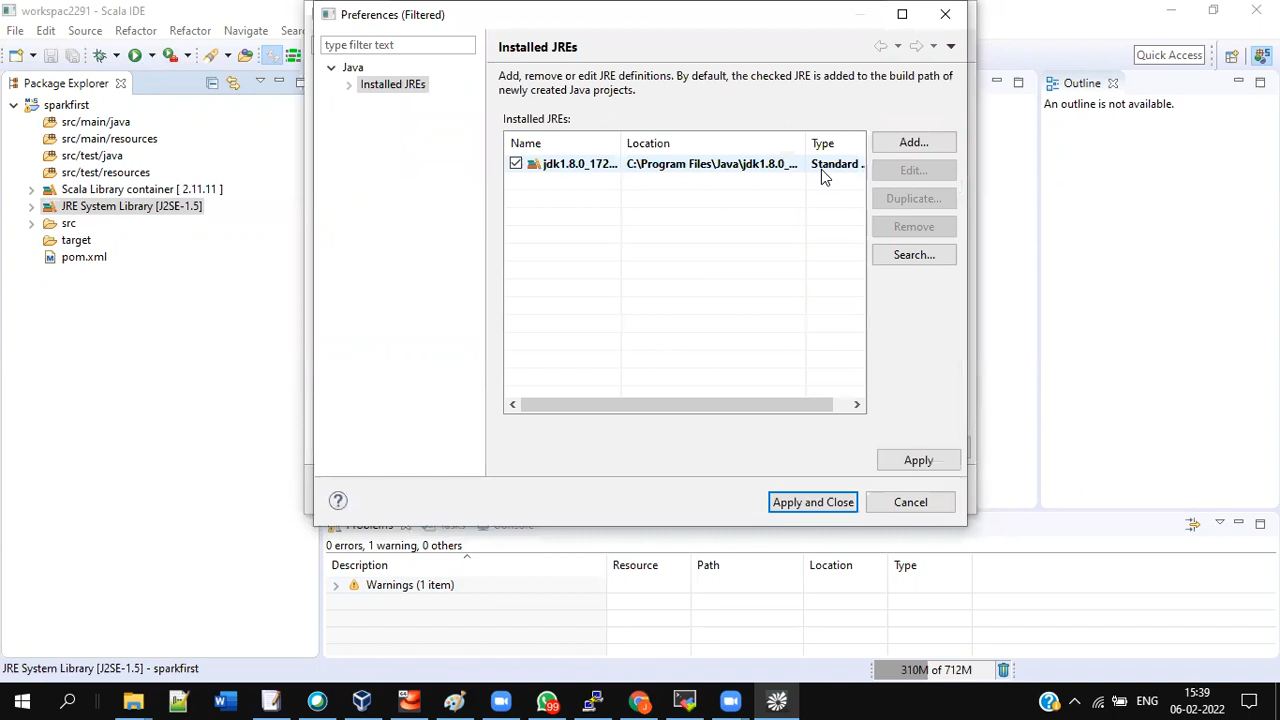 workspac2291 - Scala IDE
File Edit Source Refactor Refactor Navigate Sear
Quick Access
Package Explorer
sparkfirst
src/main/java
src/main/resources
src/test/java
src/test/resources
Scala Library container [ 2.11.11 ]
JRE System Library [J2SE-1.5]
src
target
pom.xml
Preferences (Filtered)
type filter text
Java
Installed JREs
Installed JREs
Add, remove or edit JRE definitions. By default, the checked JRE is added to the build path of
newly created Java projects.
Installed JREs:
Name Location Type
jdk1.8.0_172... C:\Program Files\Java\jdk1.8.0_... Standard ..
Add...
Edit...
Duplicate...
Remove
Search...
Apply
Apply and Close Cancel
Outline
An outline is not available.
Problems Tasks Console
0 errors, 1 warning, 0 others
Description Resource Path Location Type
Warnings (1 item)
JRE System Library [J2SE-1.5] - sparkfirst
310M of 712M
99
ENG
15:39
06-02-2022